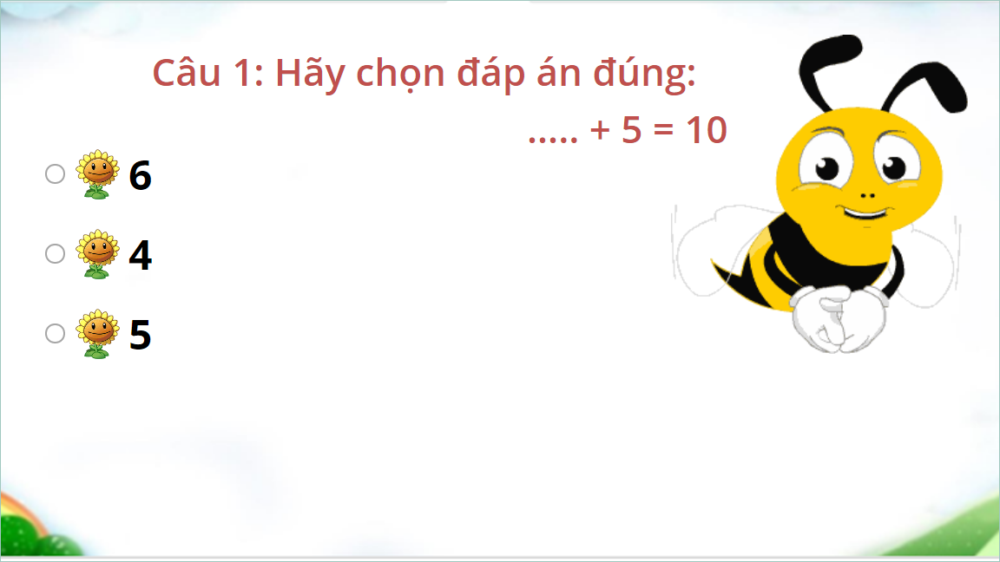 Câu 1: Hãy chọn đáp án đúng:
..... + 5 = 10
6
4
5